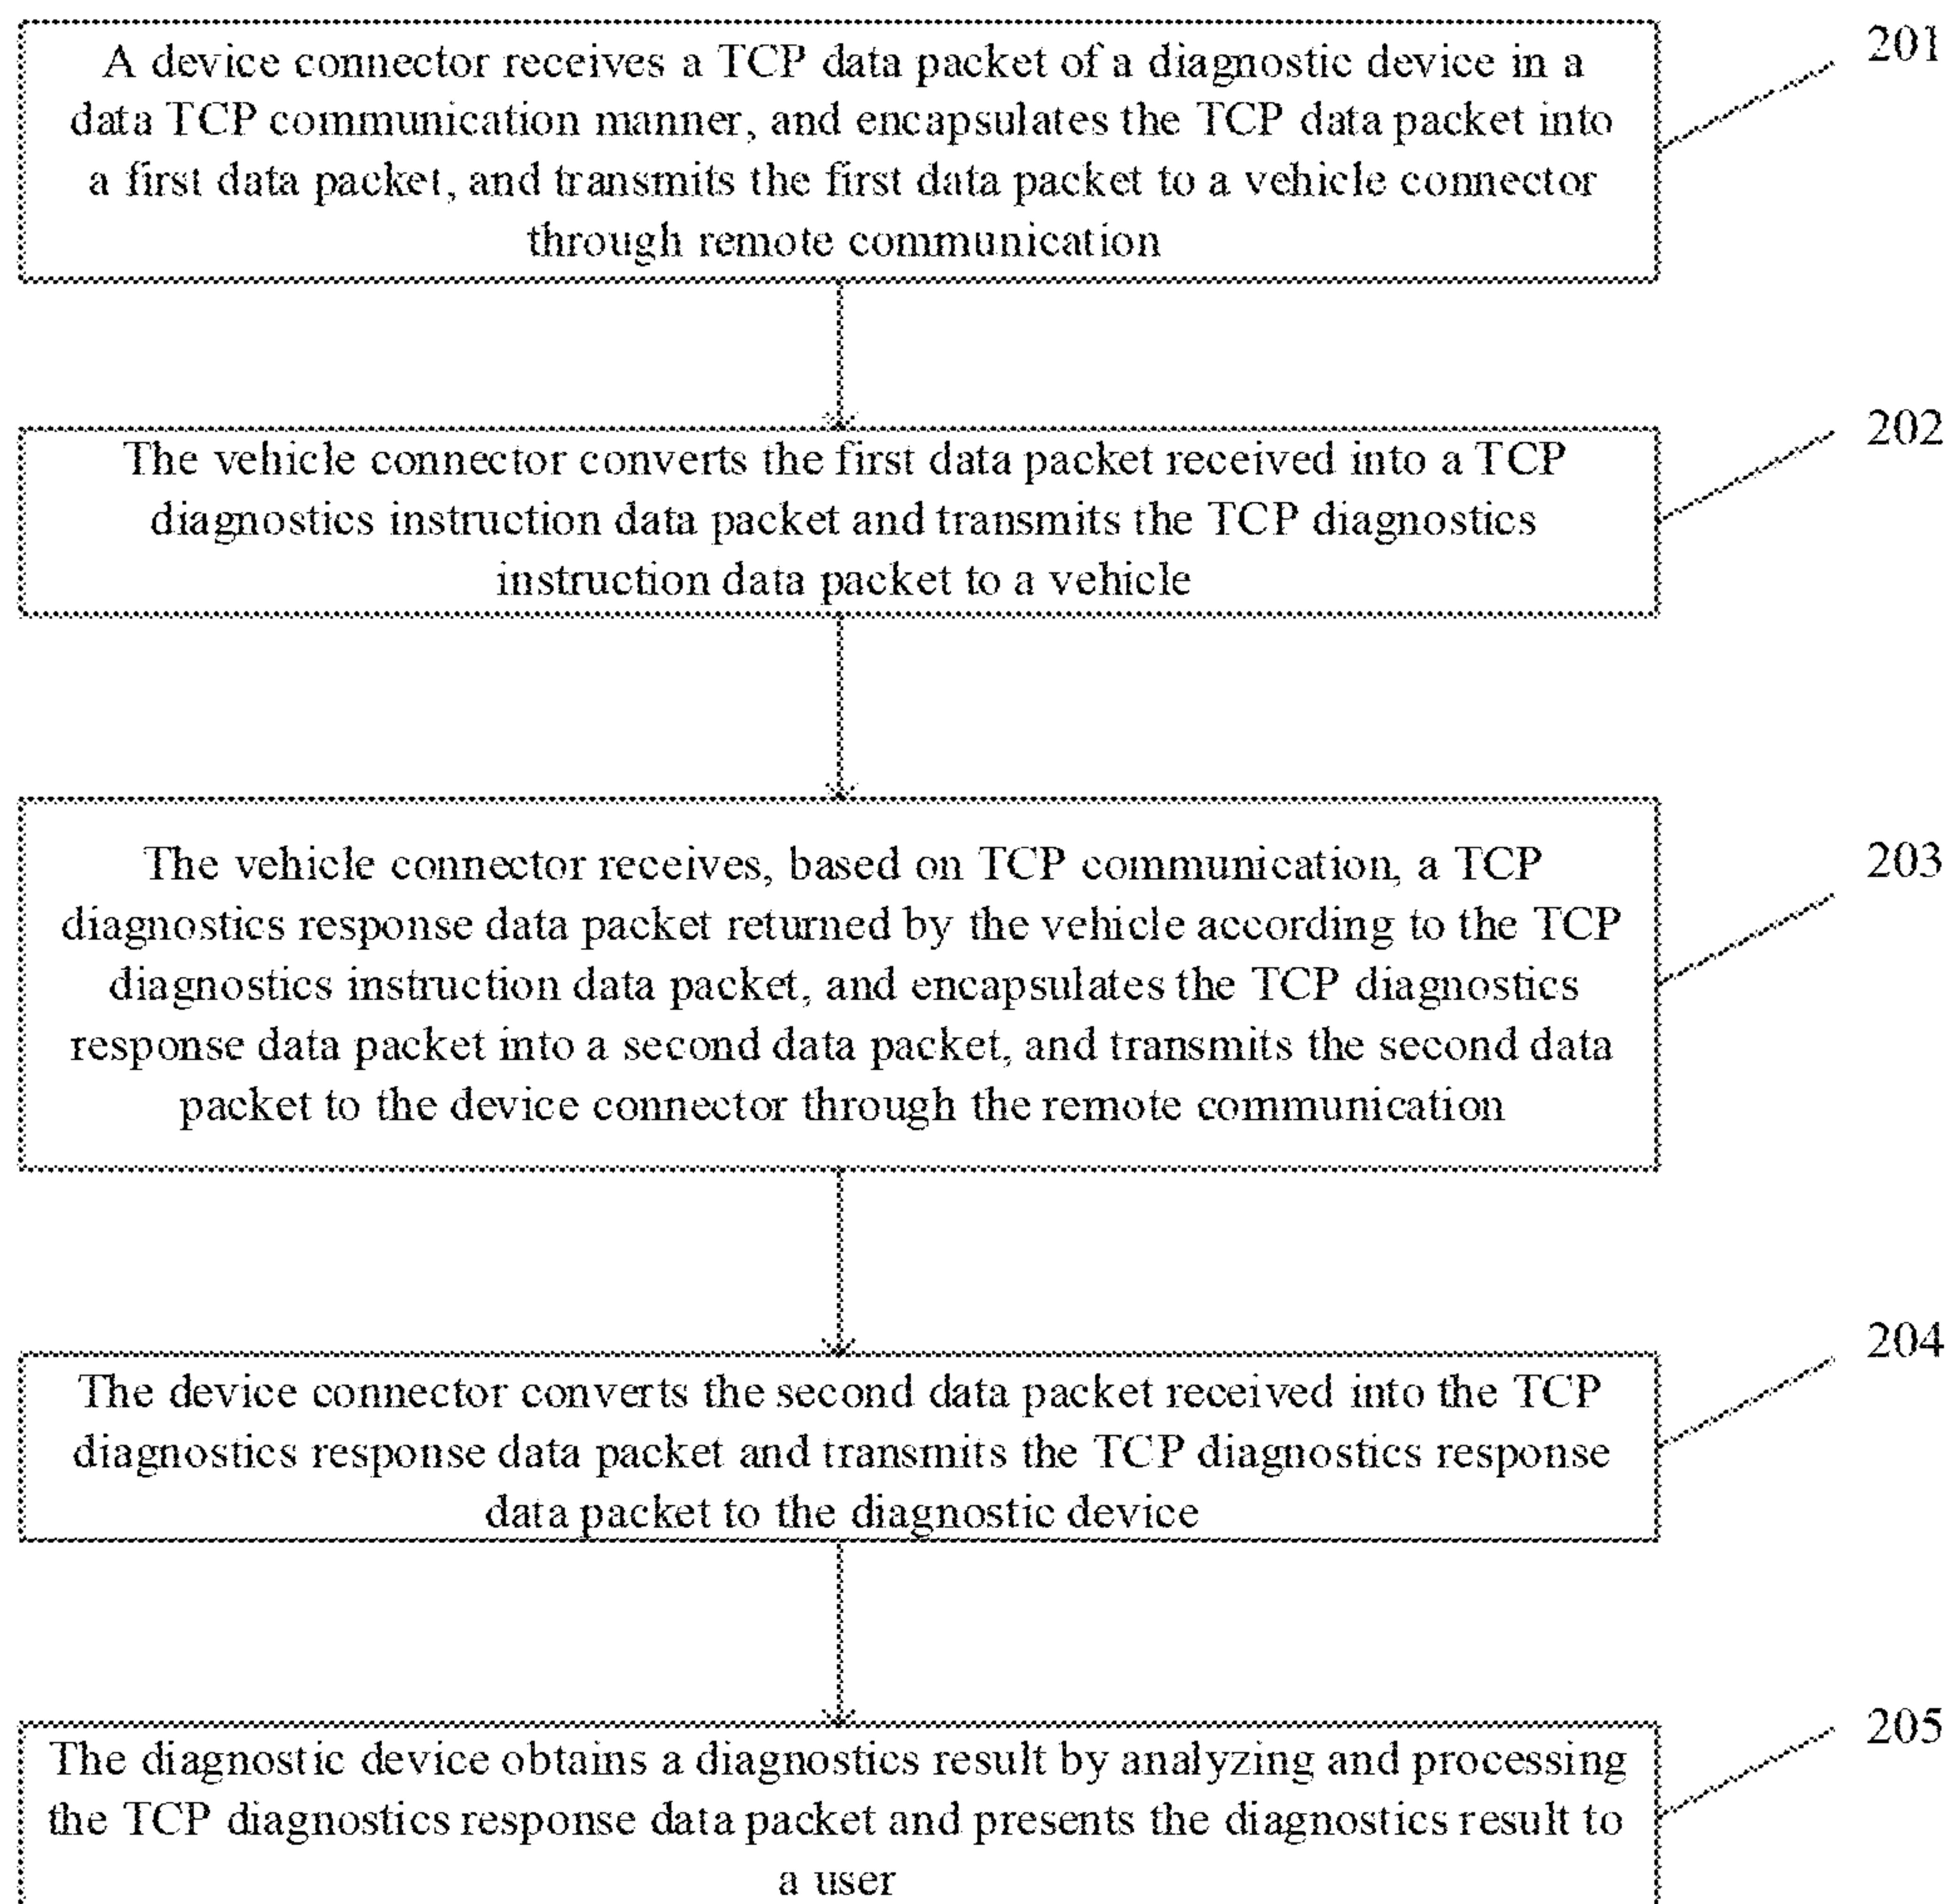 A device connector receives a TCP data packet of a diagnostic device in a
data TCP communication manner, and encapsulates the TCP data packet into
a first data packet, and transmits the first data packet to a vehicle connector
through remote communication
201
The vehicle connector converts the first data packet received into a TCP
diagnostics instruction data packet and transmits the TCP diagnostics
instruction data packet to a vehicle
202
The vehicle connector receives, based on TCP communication, a TCP
diagnostics response data packet returned by the vehicle according to the TCP
diagnostics instruction data packet, and encapsulates the TCP diagnostics
response data packet into a second data packet, and transmits the second data
packet to the device connector through the remote communication
203
The device connector converts the second data packet received into the TCP
diagnostics response data packet and transmits the TCP diagnostics response
data packet to the diagnostic device
204
The diagnostic device obtains a diagnostics result by analyzing and processing
the TCP diagnostics response data packet and presents the diagnostics result to
a user
205